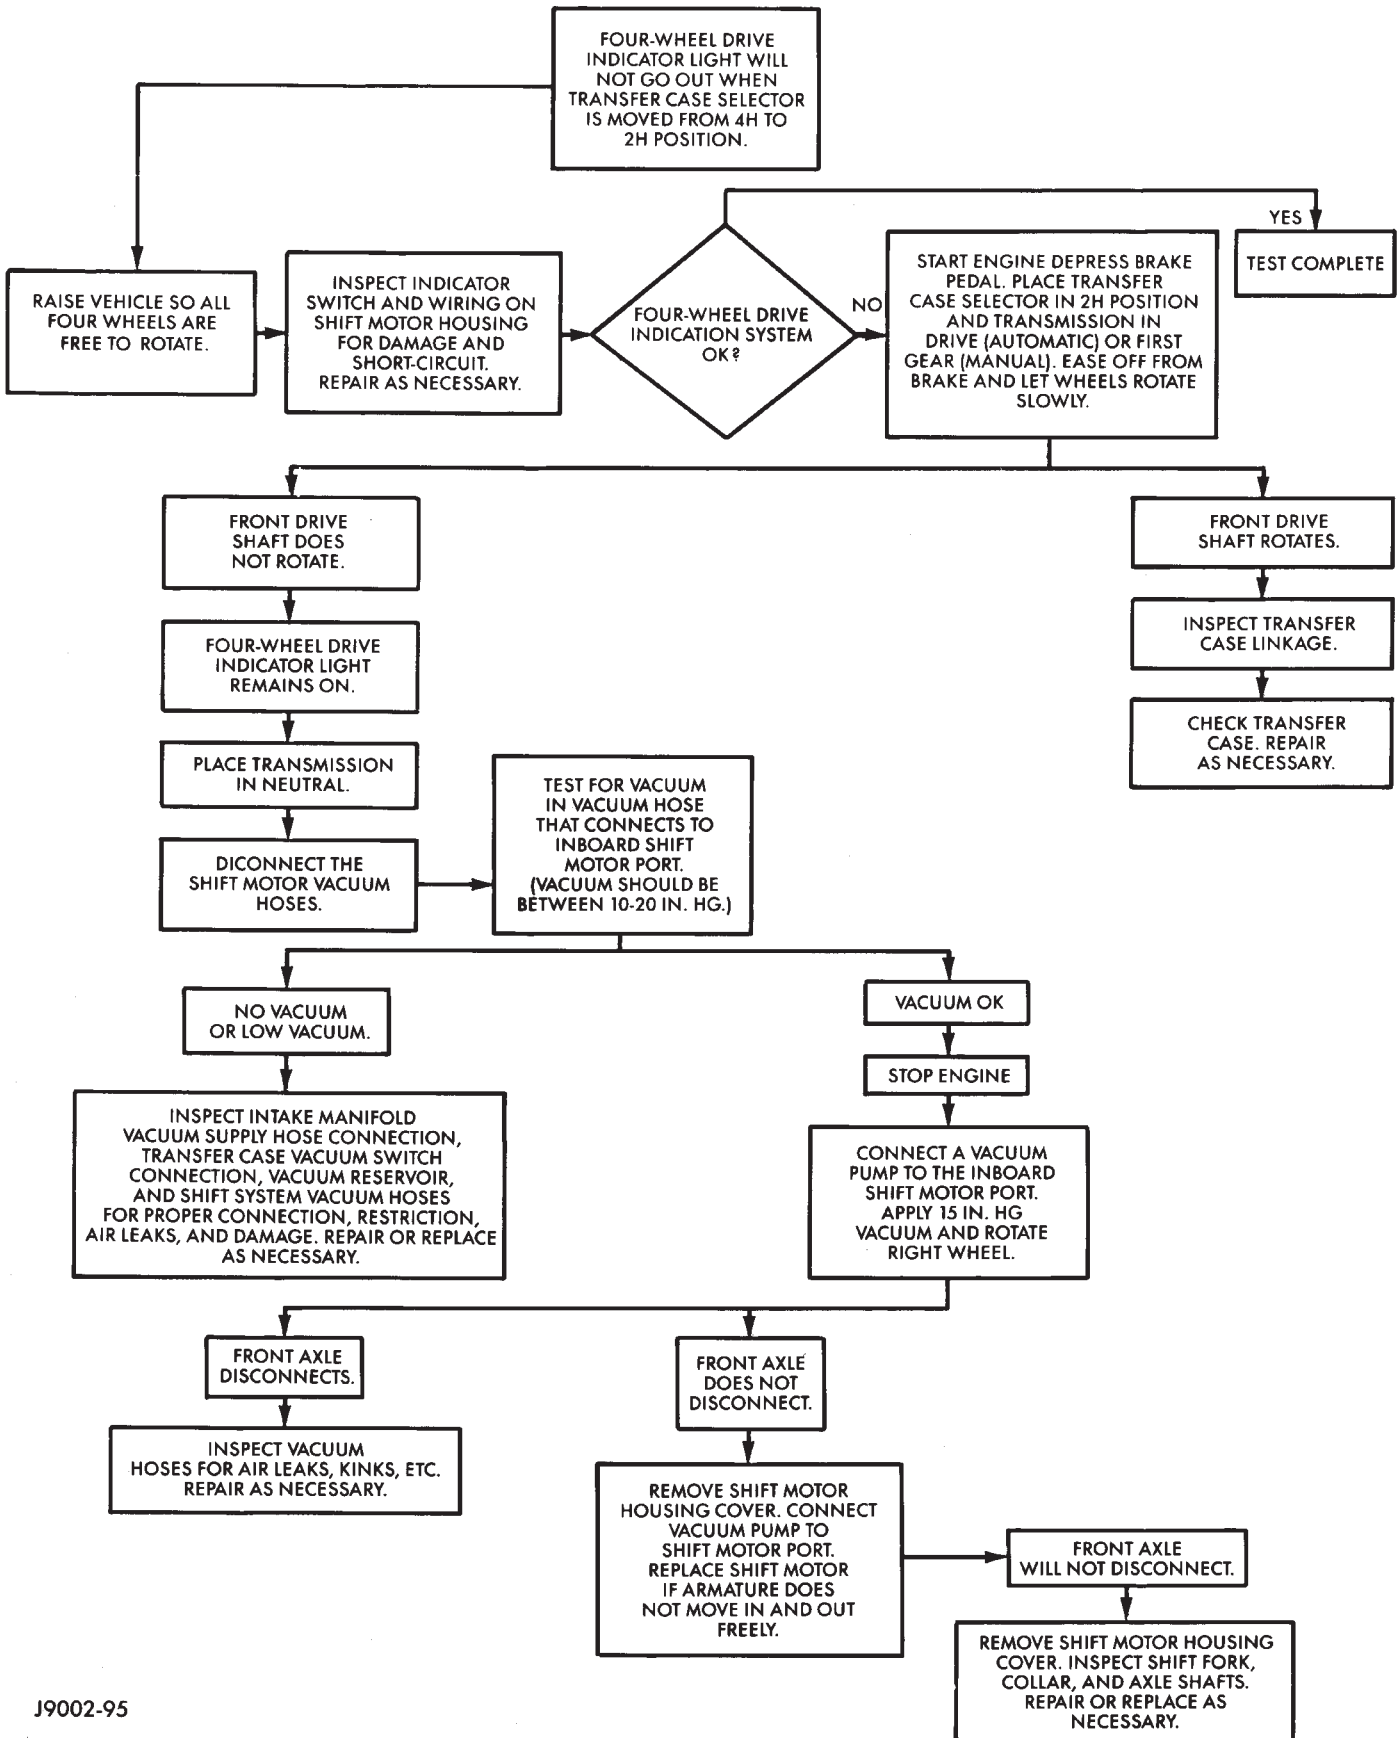 FOUR-WHEEL DRIVE
INDICATOR LIGHT WILL
NOT GO OUT WHEN
TRANSFER CASE SELECTOR
IS MOVED FROM 4H TO
2H POSITION.
RAISE VEHICLE SO ALL
FOUR WHEELS ARE
FREE TO ROTATE.
INSPECT INDICATOR
SWITCH AND WIRING ON
SHIFT MOTOR HOUSING
FOR DAMAGE AND
SHORT-CIRCUIT.
REPAIR AS NECESSARY.
FOUR-WHEEL DRIVE
INDICATION SYSTEM
OK?
YES
TEST COMPLETE
NO
START ENGINE DEPRESS BRAKE
PEDAL. PLACE TRANSFER
CASE SELECTOR IN 2H POSITION
AND TRANSMISSION IN
DRIVE (AUTOMATIC) OR FIRST
GEAR (MANUAL). EASE OFF FROM
BRAKE AND LET WHEELS ROTATE
SLOWLY.
FRONT DRIVE
SHAFT DOES
NOT ROTATE.
FOUR-WHEEL DRIVE
INDICATOR LIGHT
REMAINS ON.
PLACE TRANSMISSION
IN NEUTRAL.
DICONNECT THE
SHIFT MOTOR VACUUM
HOSES.
TEST FOR VACUUM
IN VACUUM HOSE
THAT CONNECTS TO
INBOARD SHIFT
MOTOR PORT.
(VACUUM SHOULD BE
BETWEEN 10-20 IN. HG.)
FRONT DRIVE
SHAFT ROTATES.
INSPECT TRANSFER
CASE LINKAGE.
CHECK TRANSFER
CASE. REPAIR
AS NECESSARY.
NO VACUUM
OR LOW VACUUM.
INSPECT INTAKE MANIFOLD
VACUUM SUPPLY HOSE CONNECTION,
TRANSFER CASE VACUUM SWITCH
CONNECTION, VACUUM RESERVOIR,
AND SHIFT SYSTEM VACUUM HOSES
FOR PROPER CONNECTION, RESTRICTION,
AIR LEAKS, AND DAMAGE. REPAIR OR REPLACE
AS NECESSARY.
VACUUM OK
STOP ENGINE
CONNECT A VACUUM
PUMP TO THE INBOARD
SHIFT MOTOR PORT.
APPLY 15 IN. HG
VACUUM AND ROTATE
RIGHT WHEEL.
FRONT AXLE
DISCONNECTS.
INSPECT VACUUM
HOSES FOR AIR LEAKS, KINKS, ETC.
REPAIR AS NECESSARY.
FRONT AXLE
DOES NOT
DISCONNECT.
REMOVE SHIFT MOTOR
HOUSING COVER. CONNECT
VACUUM PUMP TO
SHIFT MOTOR PORT.
REPLACE SHIFT MOTOR
IF ARMATURE DOES
NOT MOVE IN AND OUT
FREELY.
FRONT AXLE
WILL NOT DISCONNECT.
REMOVE SHIFT MOTOR HOUSING
COVER. INSPECT SHIFT FORK,
COLLAR, AND AXLE SHAFTS.
REPAIR OR REPLACE AS
NECESSARY.
J9002-95